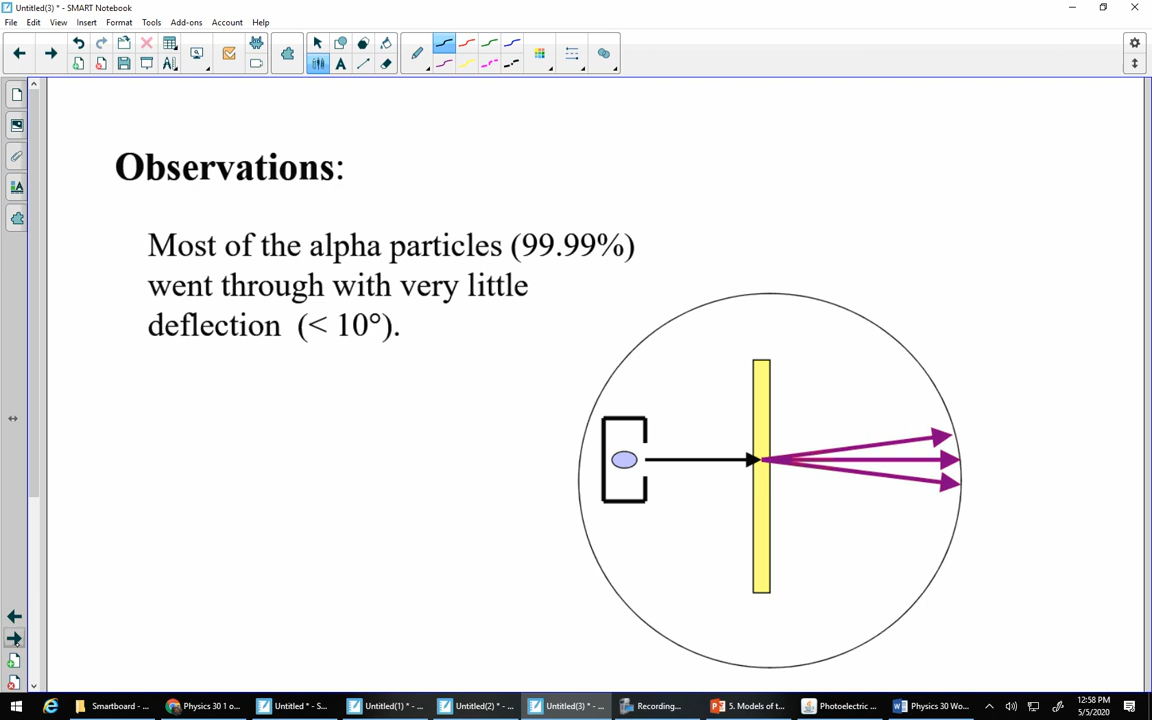 Untitled(3) * - SMART Notebook
File Edit View Insert Format Tools Add-ons Account Help
Observations:
Most of the alpha particles (99.99%)
went through with very little
deflection (< 10°).
Smartboard - ... Physics 30 1 o... Untitled * - S... Untitled(1) * - ... Untitled(2) * - ... Untitled(3) * - ... Recording... 5. Models of t... Photoelectric ... Physics 30 Wo...
12:58 PM
5/5/2020